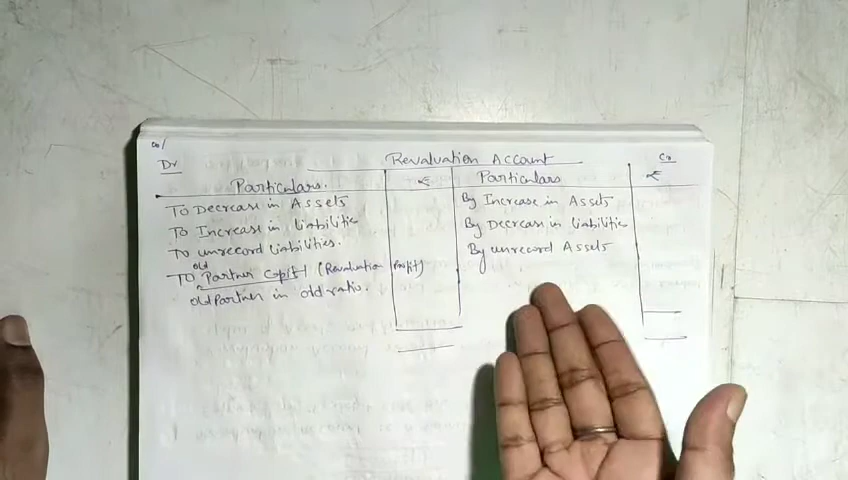 Revaluation Account
Dr
Cr
Particulars.
₹
Particulars
₹
To Decrease in Assets
To Increase in liabilities
To unrecord liabilities.
old
To Partner capital (Revaluation Profit)
old Partner in old ratio.
By Increase in Assets
By Decrease in liabilities
By unrecord Assets